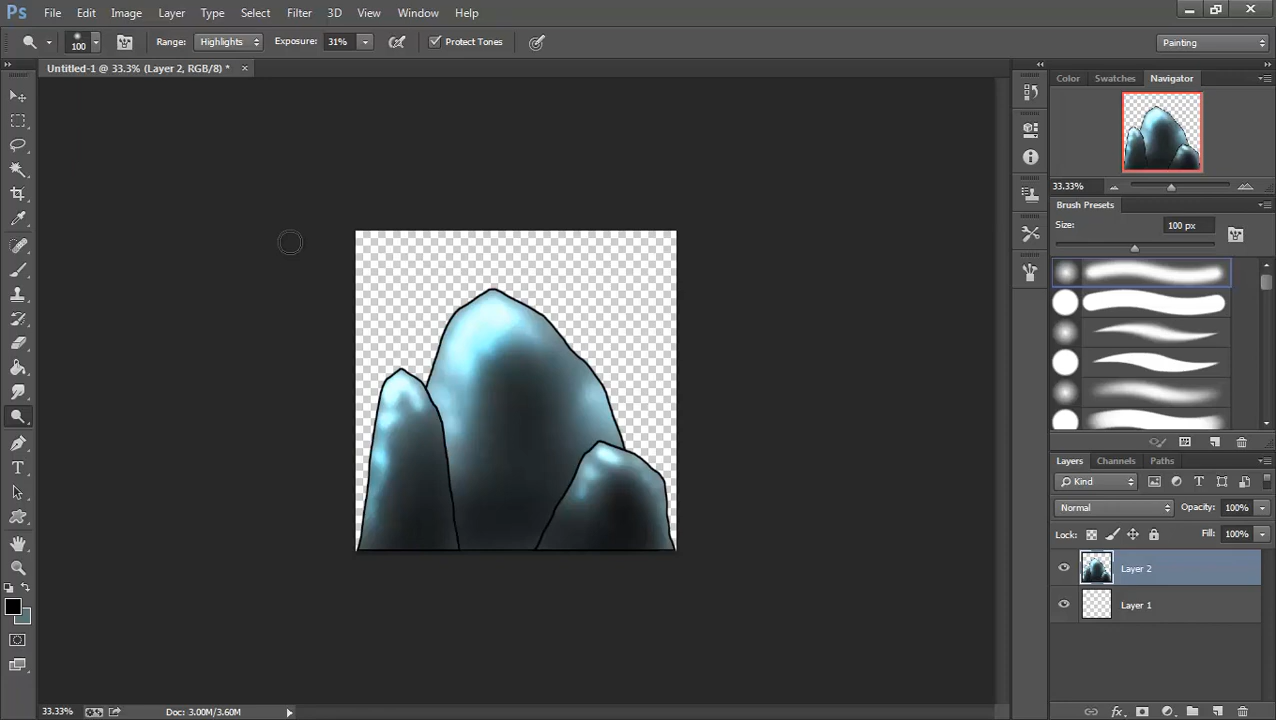 Ps File Edit Image Layer Type Select Filter 3D View Window Help
100 Range: Highlights Exposure: 31% Protect Tones Painting
Untitled-1 @ 33.3% (Layer 2, RGB/8) * ×
Color Swatches Navigator
33.33%
Brush Presets
Size: 100 px
Layers Channels Paths
Kind
Normal Opacity: 100%
Lock: Fill: 100%
Layer 2
Layer 1
33.33% Doc: 3.00M/3.60M